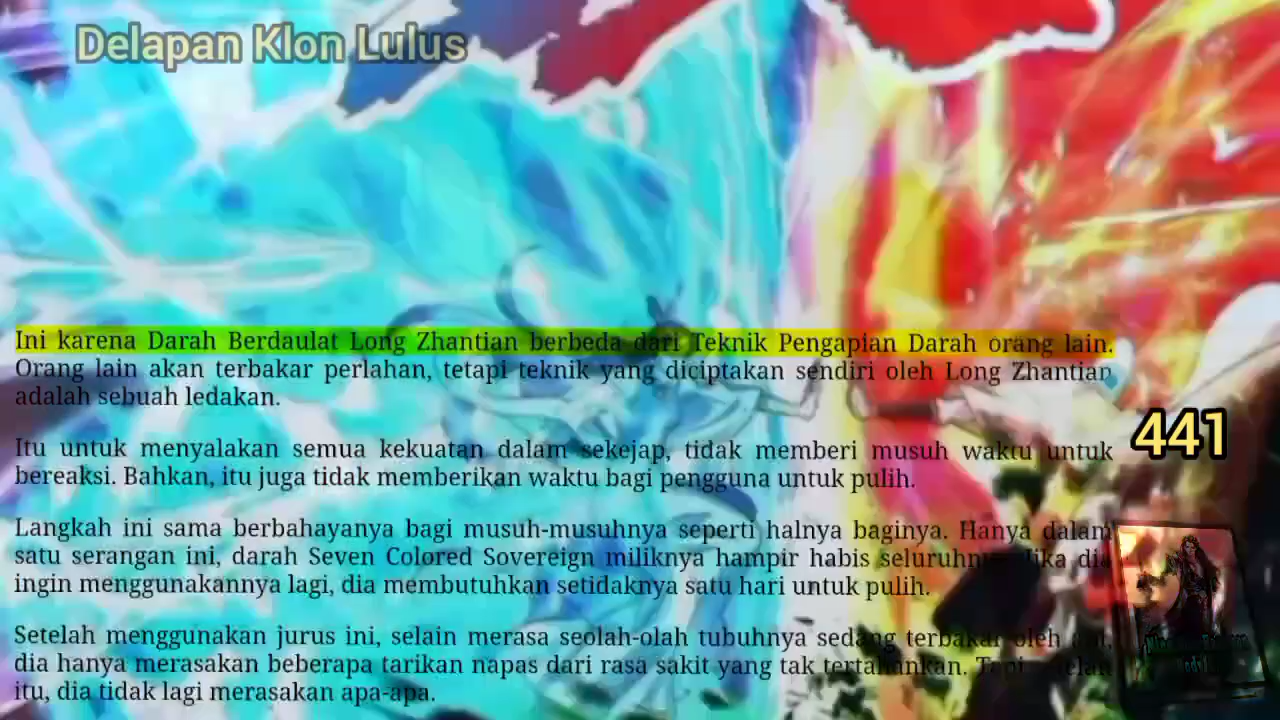 Delapan Klon Lulus
Ini karena Darah Berdaulat Long Zhantian berbeda dari Teknik Pengapian Darah orang lain.
Orang lain akan terbakar perlahan, tetapi teknik yang diciptakan sendiri oleh Long Zhantian
adalah sebuah ledakan.
Itu untuk menyalakan semua kekuatan dalam sekejap, tidak memberi musuh waktu untuk
bereaksi. Bahkan, itu juga tidak memberikan waktu bagi pengguna untuk pulih.
441
Langkah ini sama berbahayanya bagi musuh-musuhnya seperti halnya baginya. Hanya dalam
satu serangan ini, darah Seven Colored Sovereign miliknya hampir habis seluruhnya. Jika dia
ingin menggunakannya lagi, dia membutuhkan setidaknya satu hari untuk pulih.
Setelah menggunakan jurus ini, selain merasa seolah-olah tubuhnya sedang terbakar oleh
dia hanya merasakan beberapa tarikan napas dari rasa sakit yang tak tertahankan.
itu, dia tidak lagi merasakan apa-apa.